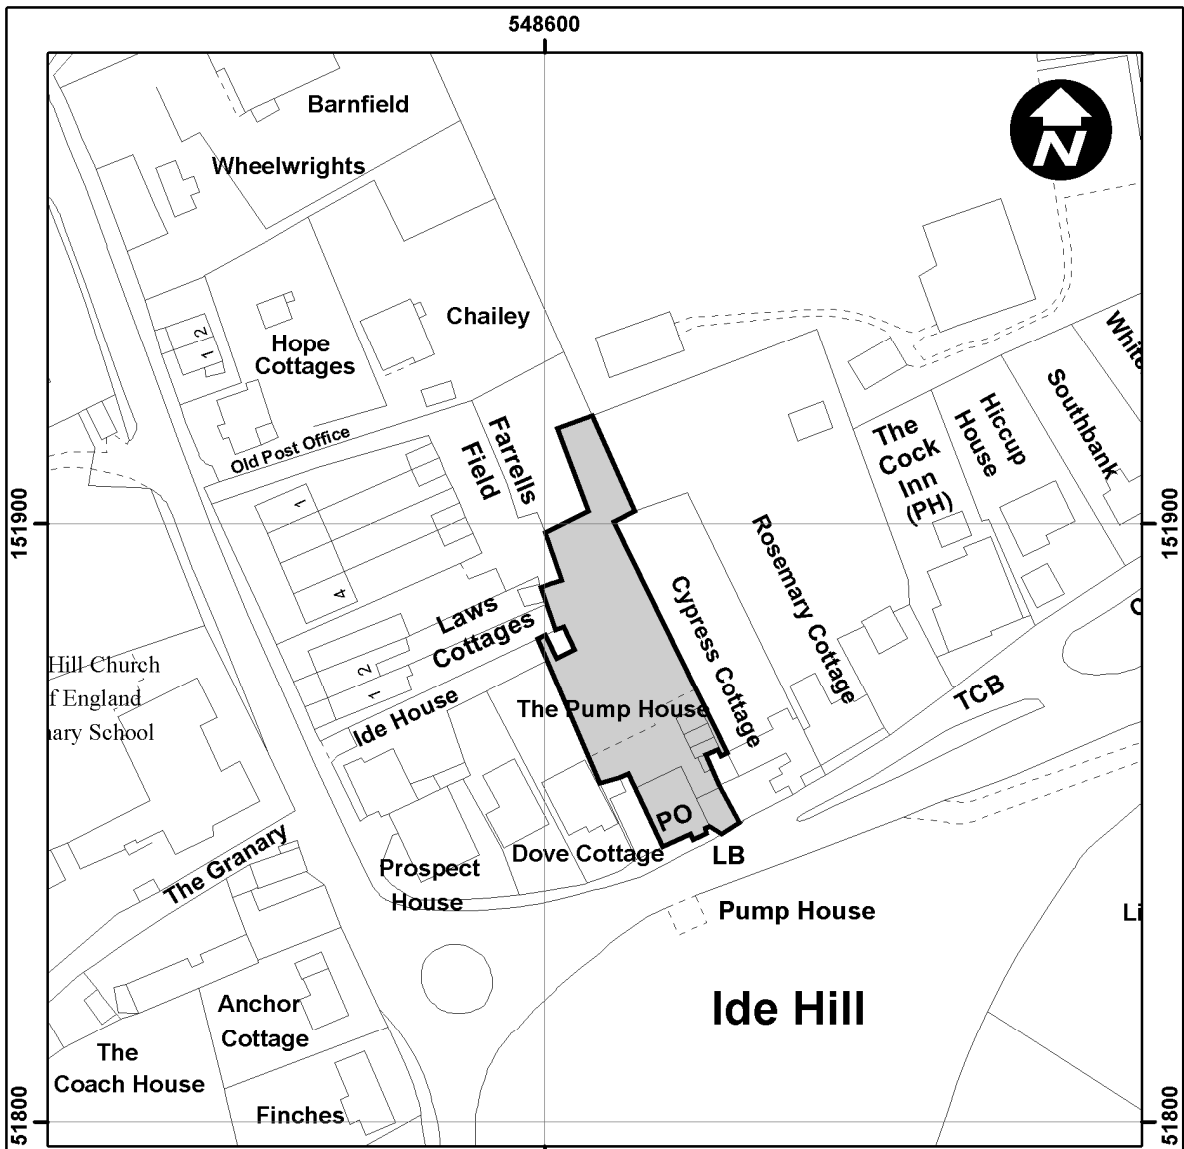 548600
Barnfield
Wheelwrights
N
Chailey
2
1
Hope
Cottages
White
Southbank
Hiccup
House
The
Cock
Inn
(PH)
Old Post Office
Farrells
Field
1
4
151900
151900
Rosemary Cottage
Cypress Cottage
Laws
Cottages
2
1
Ide House
Hill Church
f England
ary School
The Pump House
TCB
PO
LB
Dove Cottage
Prospect
House
The Granary
Pump House
Li
Ide Hill
Anchor
Cottage
The
Coach House
Finches
51800
51800